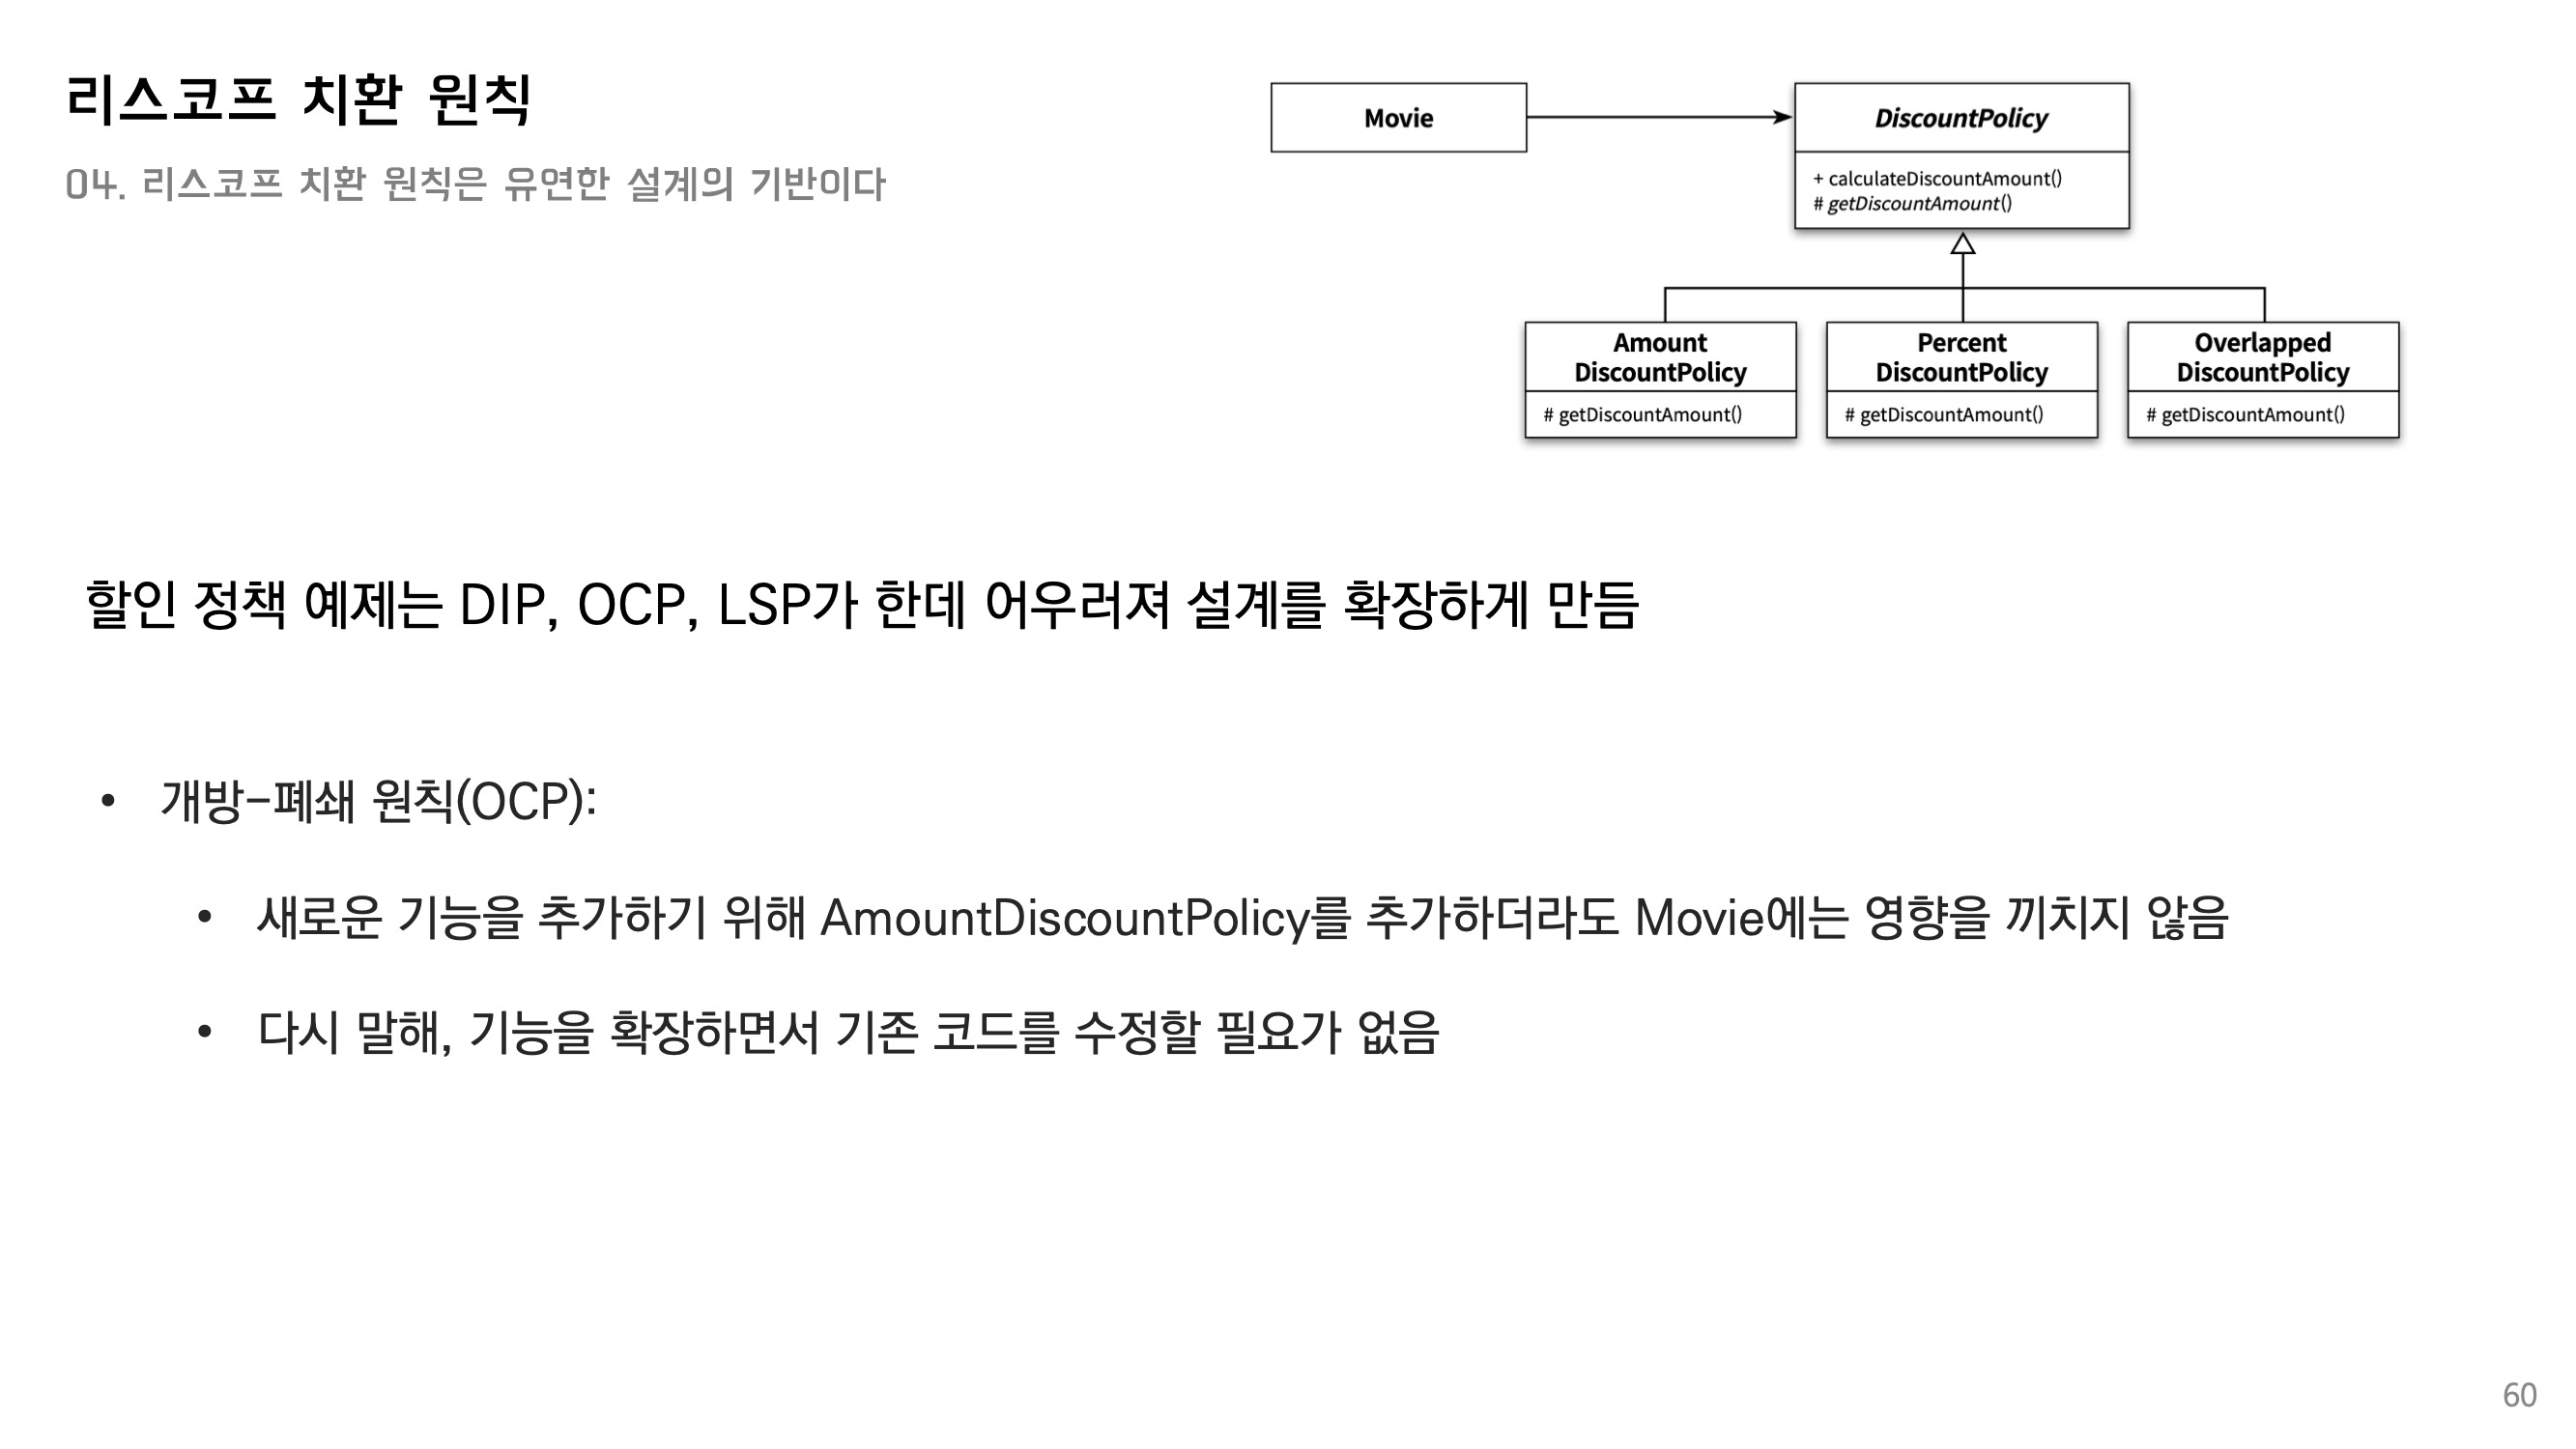 리스코프 치환 원칙
04. 리스코프 치환 원칙은 유연한 설계의 기반이다
Movie
DiscountPolicy
+ calculateDiscountAmount()
# getDiscountAmount()
Amount
DiscountPolicy
# getDiscountAmount()
Percent
DiscountPolicy
# getDiscountAmount()
Overlapped
DiscountPolicy
# getDiscountAmount()
할인 정책 예제는 DIP, OCP, LSP가 한데 어우러져 설계를 확장하게 만듬
• 개방-폐쇄 원칙(OCP):
• 새로운 기능을 추가하기 위해 AmountDiscountPolicy를 추가하더라도 Movie에는 영향을 끼치지 않음
• 다시 말해, 기능을 확장하면서 기존 코드를 수정할 필요가 없음
60